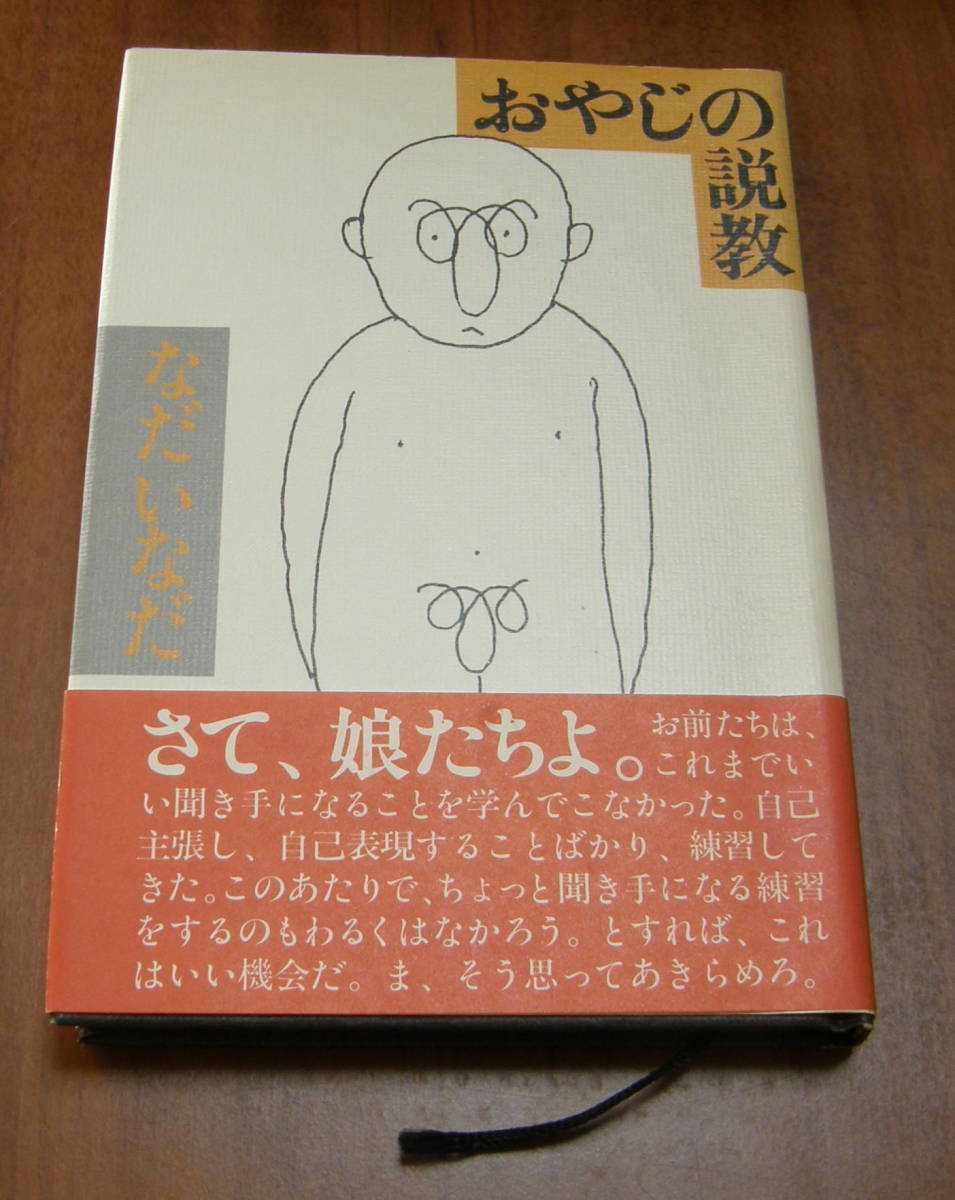 おやじの
説教
なだいなだ
さて、娘たちよ。お前たちは、
これまでい
い聞き手になることを学んでこなかった。自己
主張し、自己表現することばかり、練習して
きた。このあたりで、ちょっと聞き手になる練習
をするのもわるくはなかろう。とすれば、これ
はいい機会だ。ま、そう思ってあきらめろ。